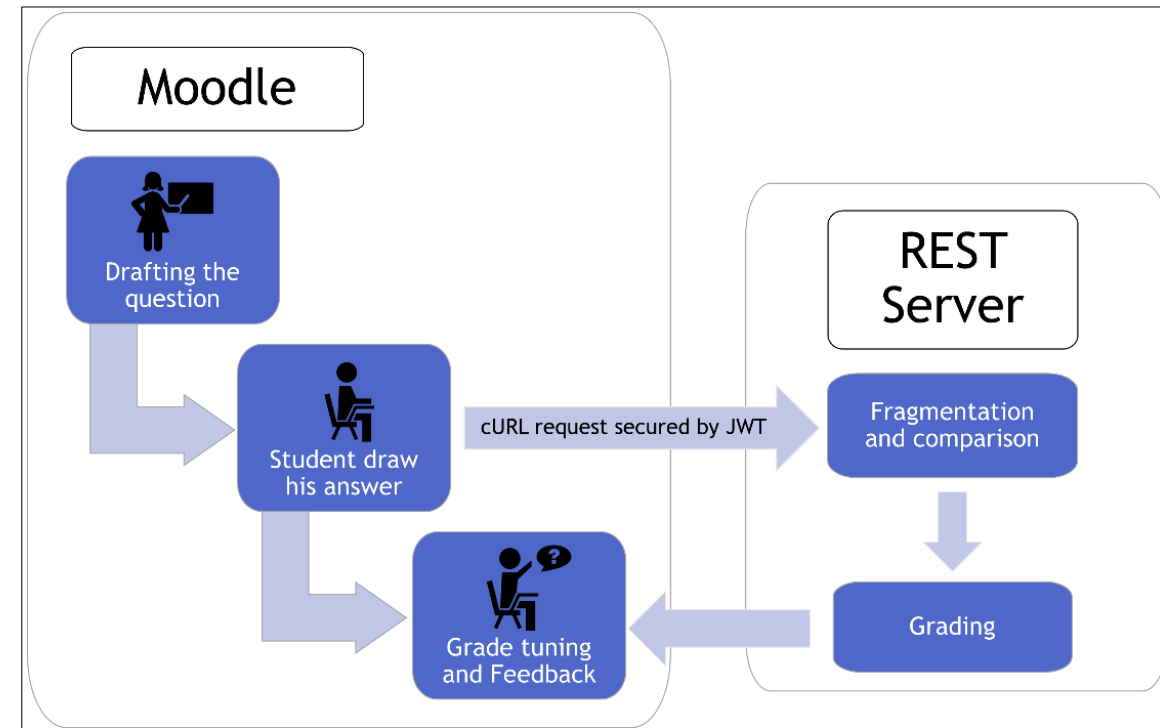 Moodle
Drafting the
question
Student draw
his answer
Grade tuning
and Feedback
?
cURL request secured by JWT
REST
Server
Fragmentation
and comparison
Grading